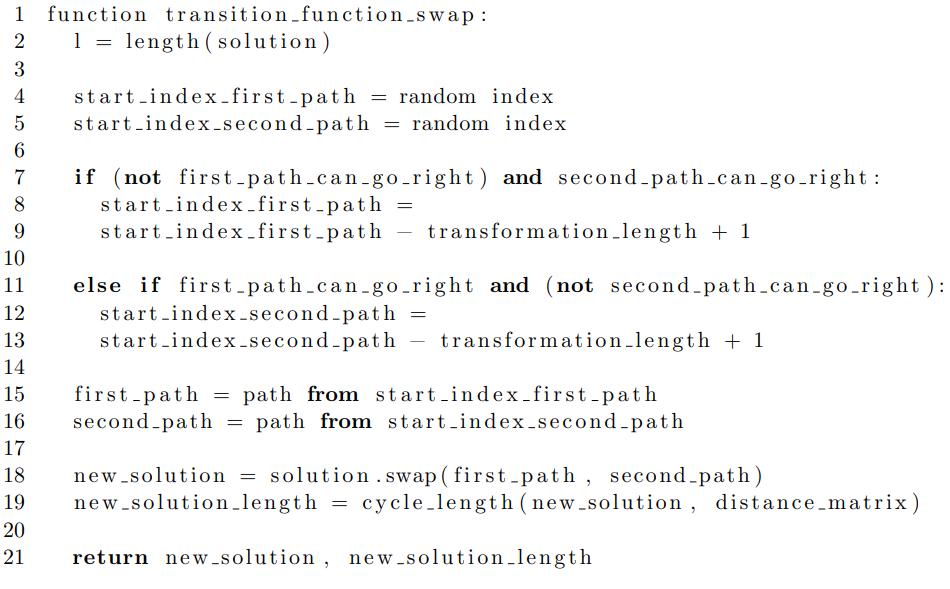 1 function transition_function_swap:
2 l = length(solution)
3
4 start_index_first_path = random index
5 start_index_second_path = random index
6
7 if (not first_path_can_go_right) and second_path_can_go_right:
8 start_index_first_path =
9 start_index_first_path − transformation_length + 1
10
11 else if first_path_can_go_right and (not second_path_can_go_right):
12 start_index_second_path =
13 start_index_second_path − transformation_length + 1
14
15 first_path = path from start_index_first_path
16 second_path = path from start_index_second_path
17
18 new_solution = solution.swap(first_path, second_path)
19 new_solution_length = cycle_length(new_solution, distance_matrix)
20
21 return new_solution, new_solution_length